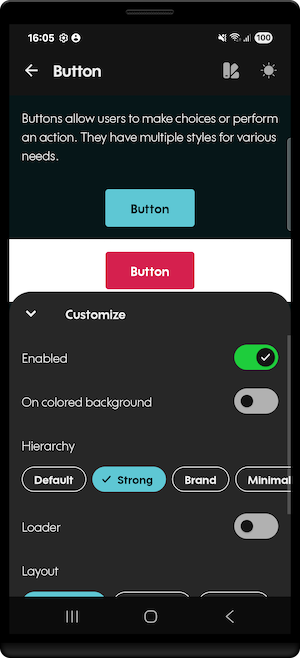 16:05 100
Button
Buttons allow users to make choices or perform
an action. They have multiple styles for various
needs.
Button
Button
Customize
Enabled
On colored background
Hierarchy
Default Strong Brand Minimal
Loader
Layout